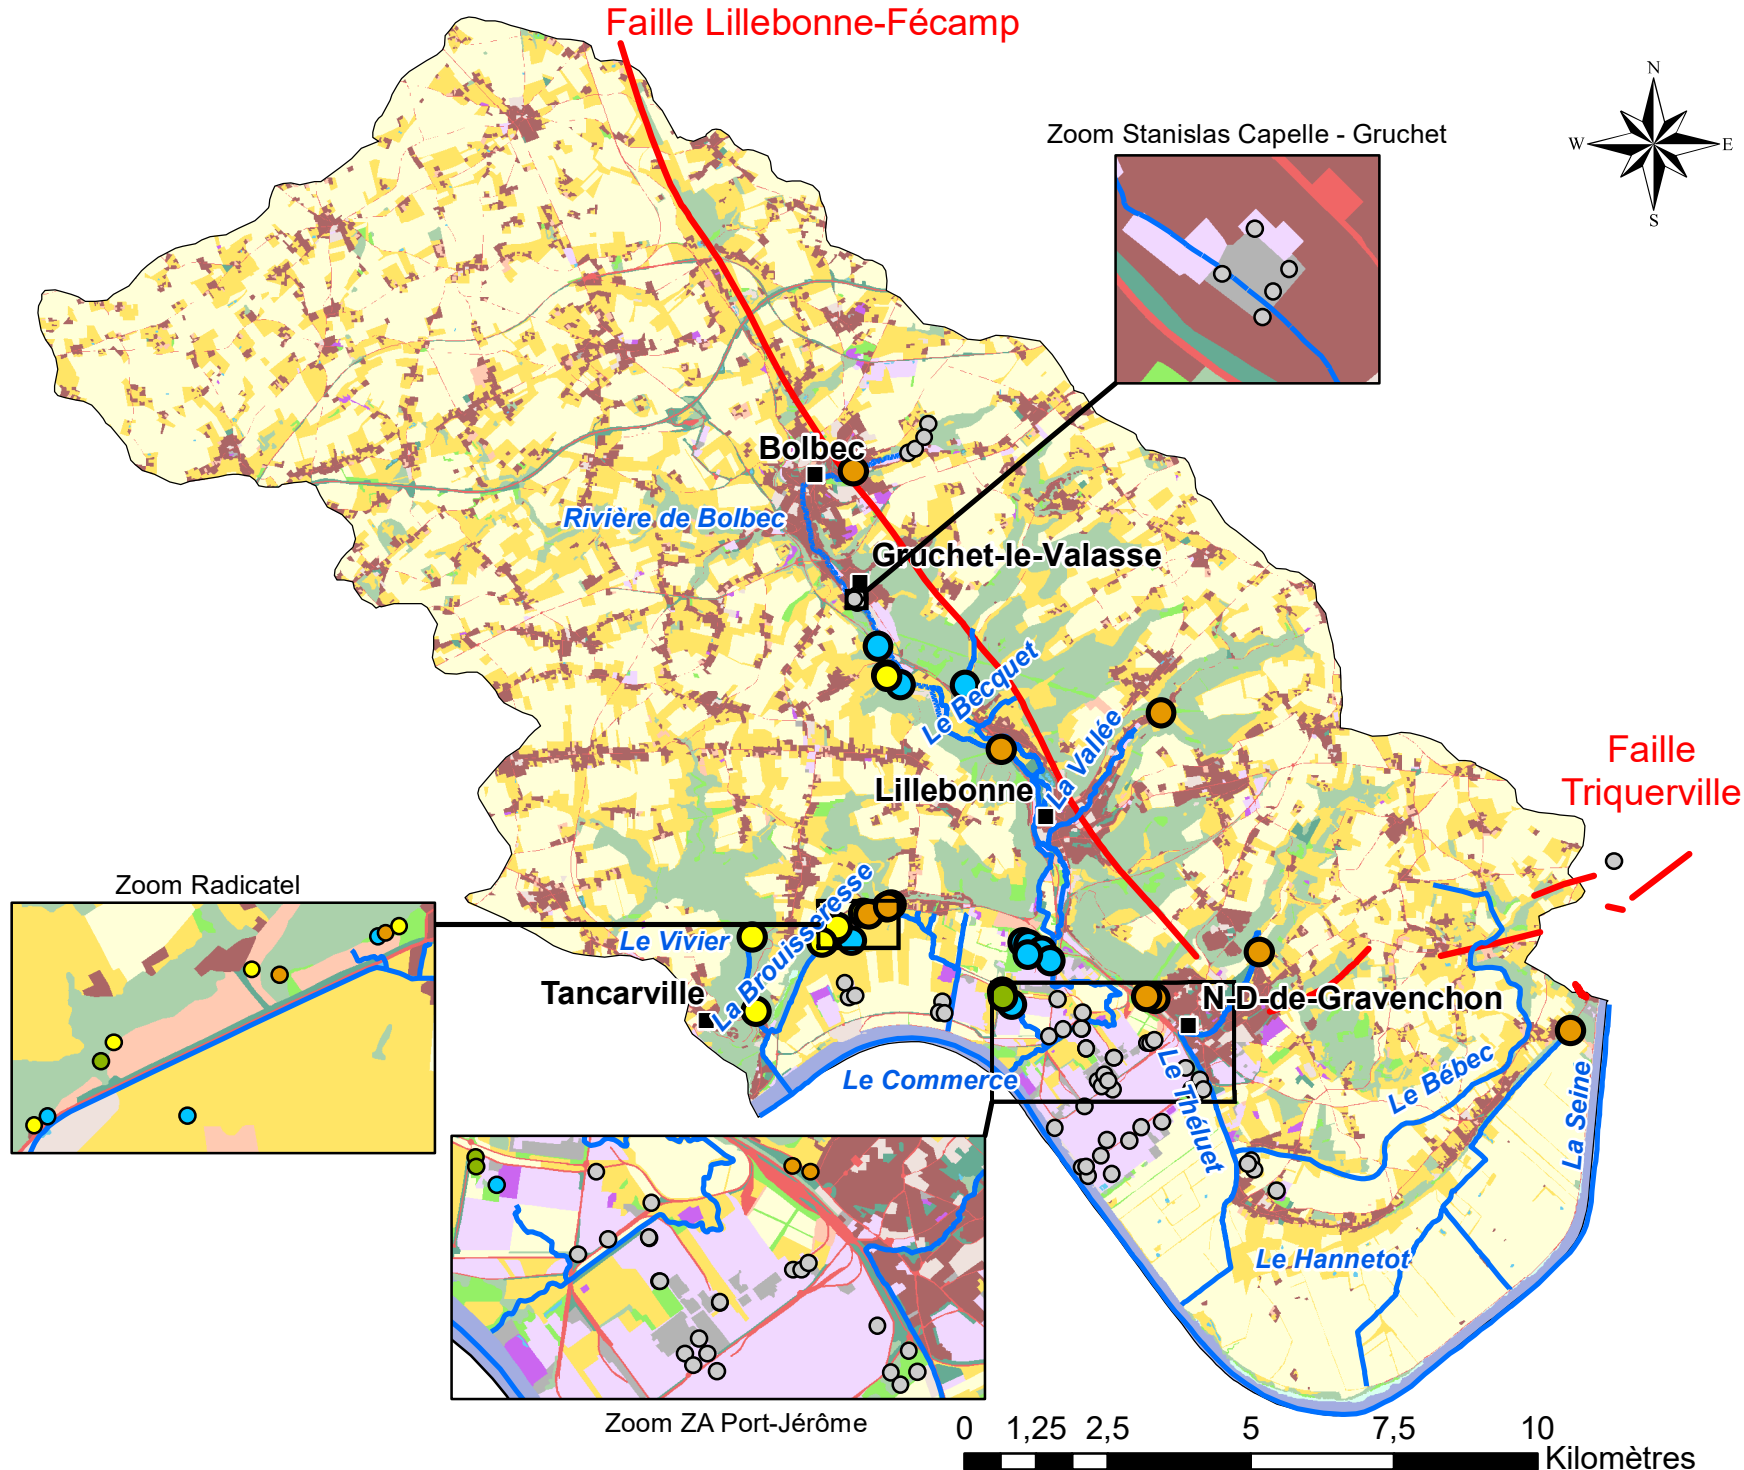 Faille Lillebonne-Fécamp
N
W
E
S
Zoom Stanislas Capelle - Gruchet
Bolbec
Rivière de Bolbec
Gruchet-le-Valasse
Le Becquet
La Vallée
Lillebonne
Faille
Triquerville
Zoom Radicatel
Le Vivier
La Brouisseresse
Tancarville
N-D-de-Gravenchon
Le Commerce
Le Théluet
Le Bébec
La Seine
Le Hannetot
Zoom ZA Port-Jérôme
0 1,25 2,5 5 7,5 10
Kilomètres